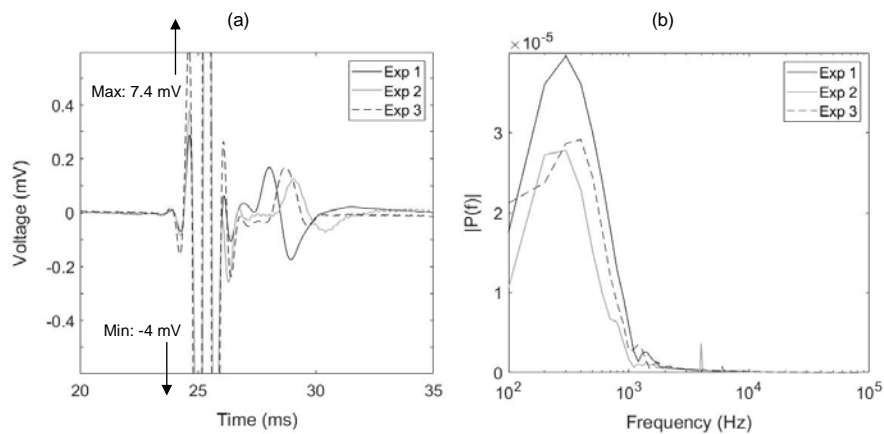 (a)
Max: 7.4 mV
Min: -4 mV
Exp 1
Exp 2
Exp 3
0.4
0.2
0
-0.2
-0.4
Voltage (mV)
20
25
30
35
Time (ms)
(b)
×10⁻⁵
Exp 1
Exp 2
Exp 3
4
3
2
1
0
|P(f)|
10²
10³
10⁴
10⁵
Frequency (Hz)